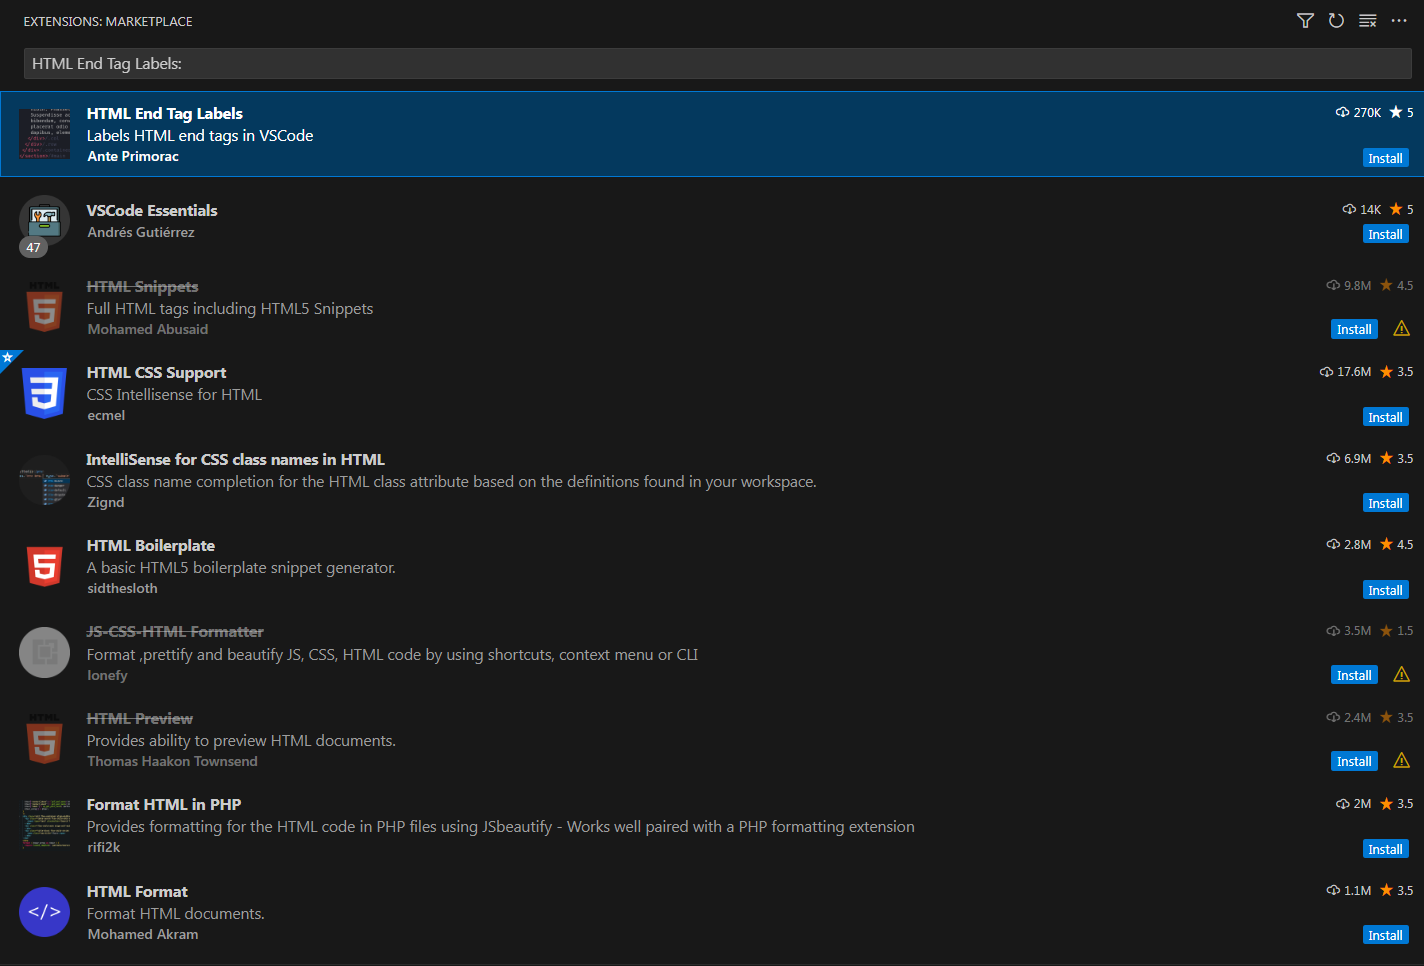 EXTENSIONS: MARKETPLACE
HTML End Tag Labels:
HTML End Tag Labels 270K 5
Labels HTML end tags in VSCode
Ante Primorac
Install
VSCode Essentials 14K 5
Andrés Gutiérrez
Install
47
HTML Snippets 9.8M 4.5
Full HTML tags including HTML5 Snippets
Mohamed Abusaid
Install
HTML CSS Support 17.6M 3.5
CSS Intellisense for HTML
ecmel
Install
IntelliSense for CSS class names in HTML 6.9M 3.5
CSS class name completion for the HTML class attribute based on the definitions found in your workspace.
Zignd
Install
HTML Boilerplate 2.8M 4.5
A basic HTML5 boilerplate snippet generator.
sidthesloth
Install
JS-CSS-HTML Formatter 3.5M 1.5
Format ,prettify and beautify JS, CSS, HTML code by using shortcuts, context menu or CLI
lonefy
Install
HTML Preview 2.4M 3.5
Provides ability to preview HTML documents.
Thomas Haakon Townsend
Install
Format HTML in PHP 2M 3.5
Provides formatting for the HTML code in PHP files using JSbeautify - Works well paired with a PHP formatting extension
rifi2k
Install
</> HTML Format 1.1M 3.5
Format HTML documents.
Mohamed Akram
Install